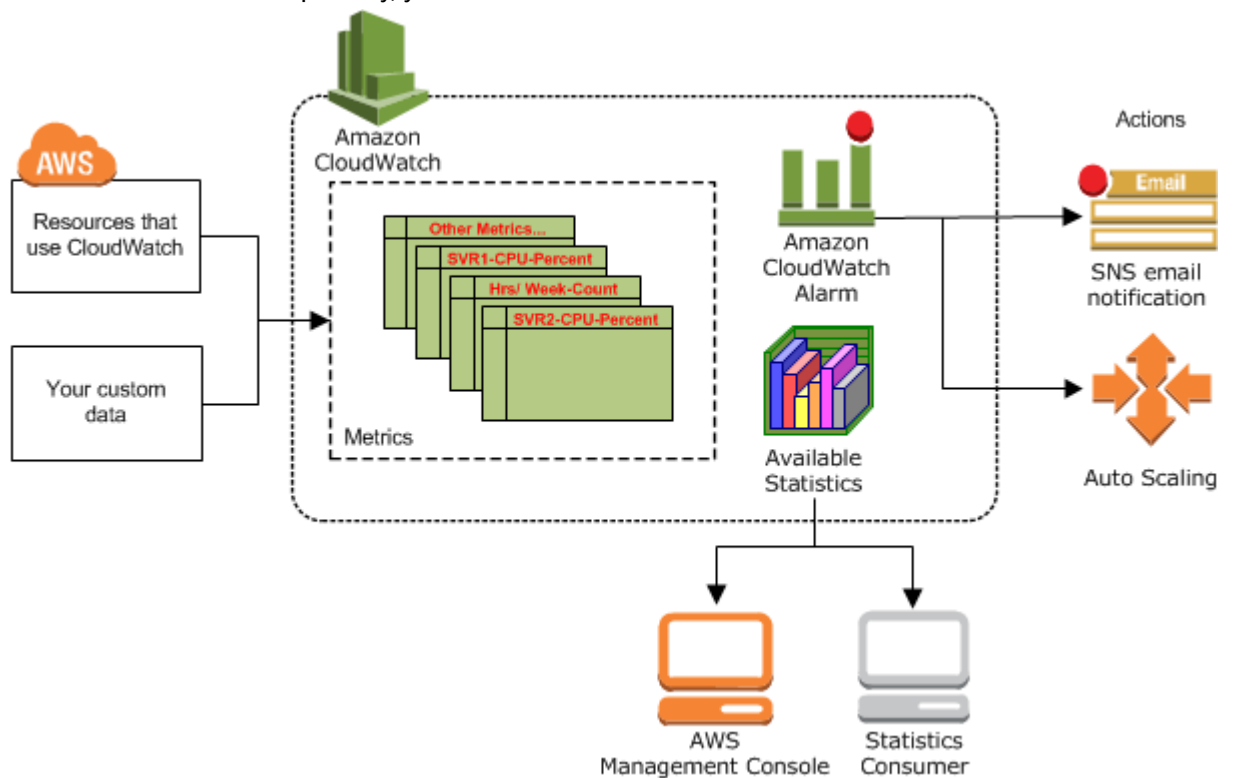 Amazon
CloudWatch
AWS
Resources that
use CloudWatch
Your custom
data
Other Metrics...
SVR1-CPU-Percent
Hrs/ Week-Count
SVR2-CPU-Percent
Metrics
Amazon
CloudWatch
Alarm
Available
Statistics
Actions
Email
SNS email
notification
Auto Scaling
AWS
Management Console
Statistics
Consumer